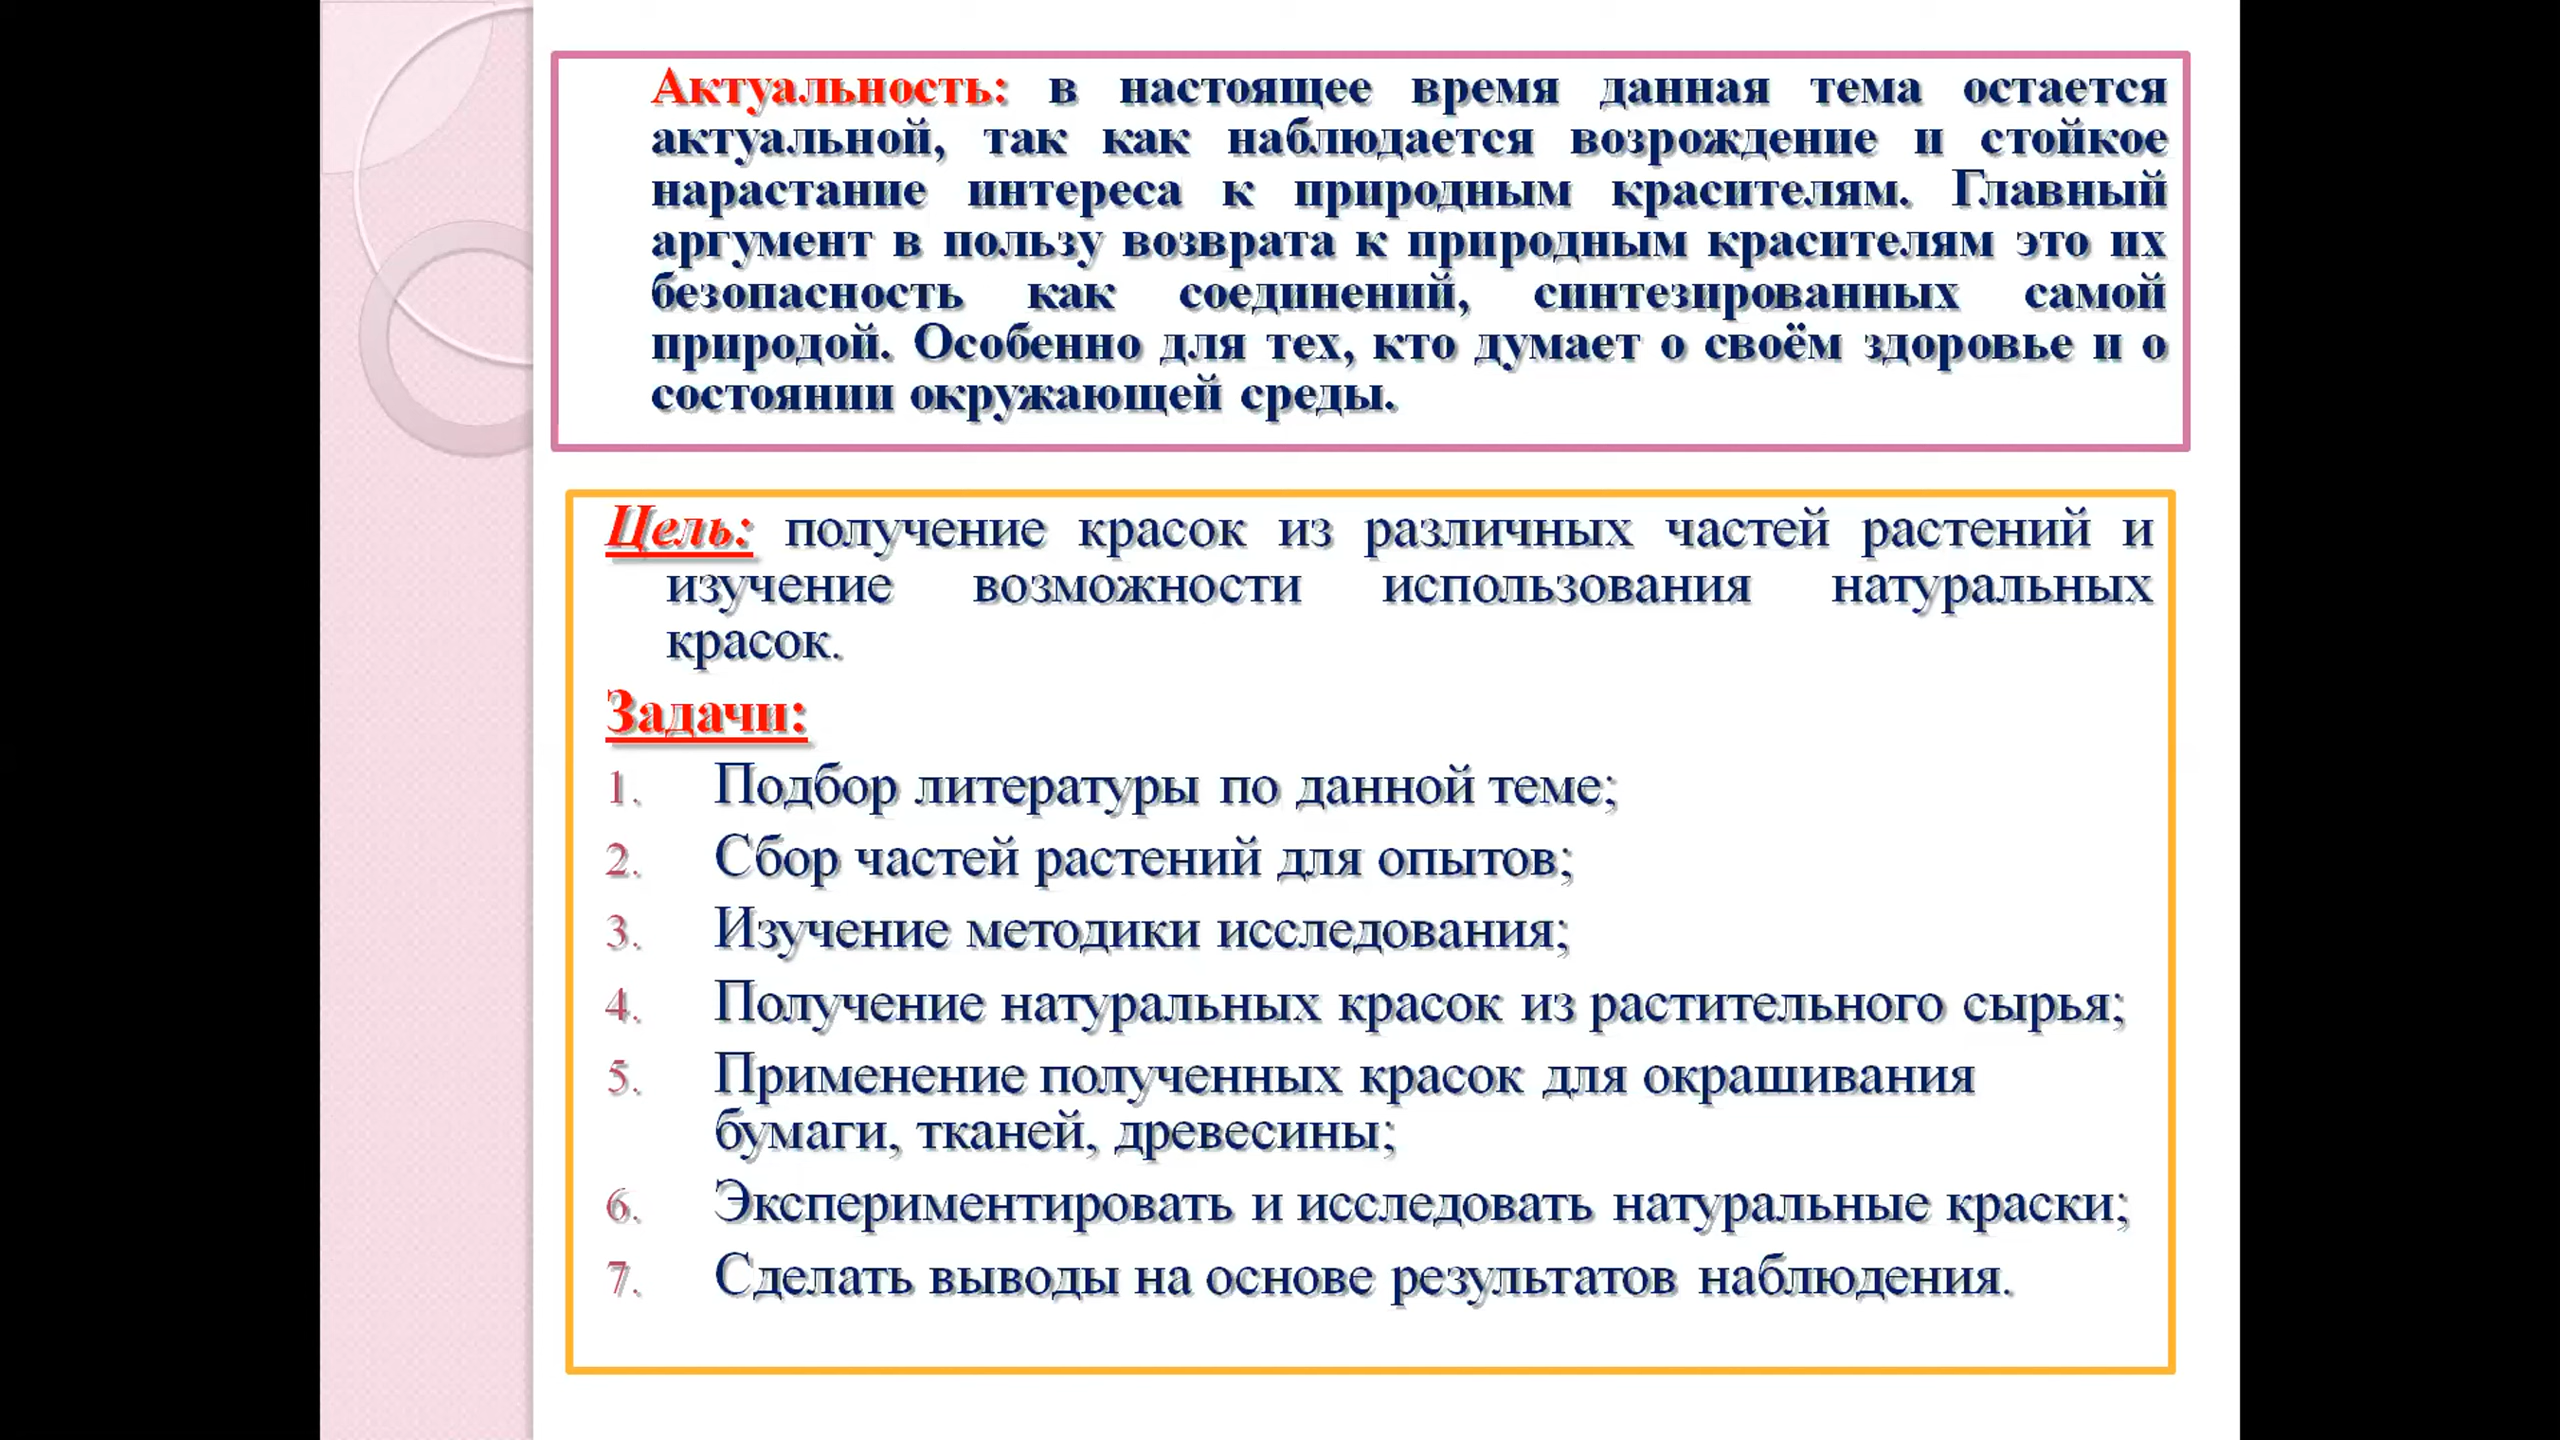 Актуальность: в настоящее время данная тема остается
актуальной, так как наблюдается возрождение и стойкое
нарастание интереса к природным красителям. Главный
аргумент в пользу возврата к природным красителям это их
безопасность как соединений, синтезированных самой
природой. Особенно для тех, кто думает о своём здоровье и о
состоянии окружающей среды.
Цель: получение красок из различных частей растений и
изучение возможности использования натуральных
красок.
Задачи:
1. Подбор литературы по данной теме;
2. Сбор частей растений для опытов;
3. Изучение методики исследования;
4. Получение натуральных красок из растительного сырья;
5. Применение полученных красок для окрашивания
бумаги, тканей, древесины;
6. Экспериментировать и исследовать натуральные краски;
7. Сделать выводы на основе результатов наблюдения.